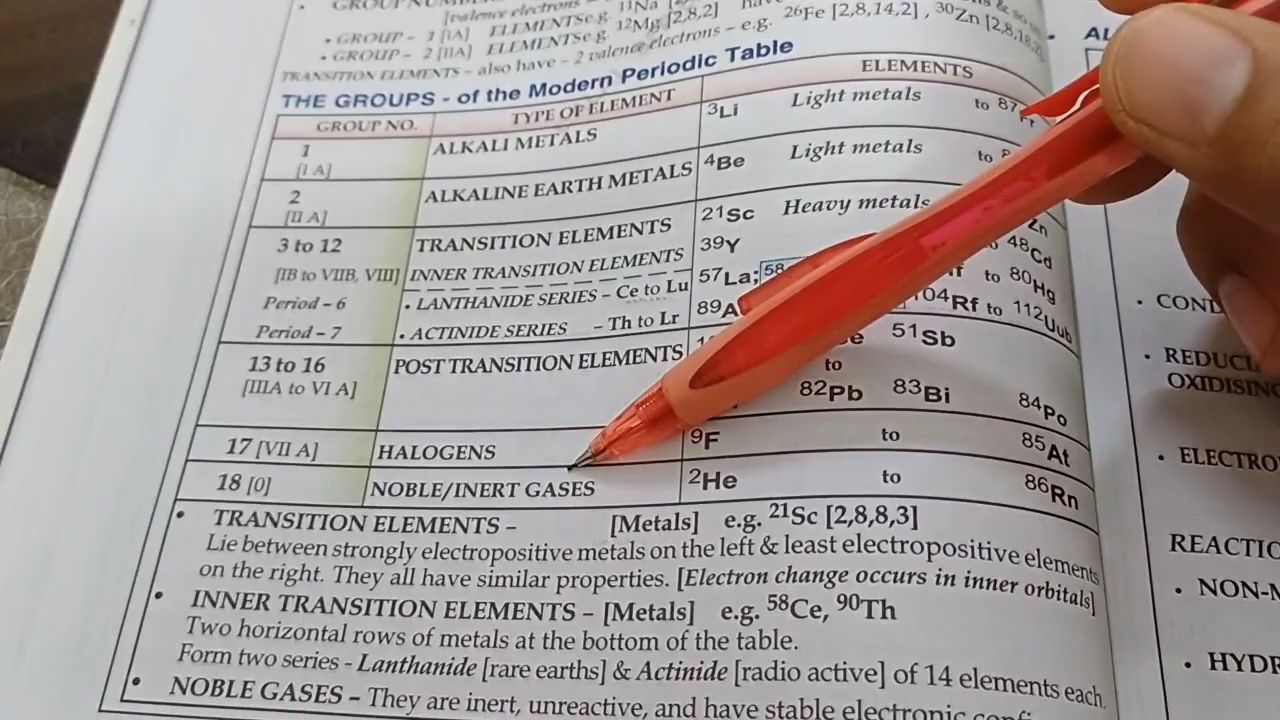 [valence electrons 11Na
• GROUP – 1 [IA] ELEMENTS e.g. 12Mg [2,8,2]
• GROUP – 2 [IIA] ELEMENTS e.g.
TRANSITION ELEMENTS – also have – 2 valence electrons – e.g. 26Fe [2,8,14,2] , 30Zn [2,8,18,2]
THE GROUPS - of the Modern Periodic Table
GROUP NO. TYPE OF ELEMENT ELEMENTS
1 ALKALI METALS 3Li Light metals to 87Fr
[I A]
2 ALKALINE EARTH METALS 4Be Light metals to
[II A]
3 to 12 TRANSITION ELEMENTS 21Sc Heavy metals Zn
[IB to VIIB, VIII] INNER TRANSITION ELEMENTS 39Y 48Cd
Period – 6 • LANTHANIDE SERIES – Ce to Lu 57La; 58 to 80Hg
Period – 7 • ACTINIDE SERIES – Th to Lr 104Rf to 112Uub
13 to 16 POST TRANSITION ELEMENTS 51Sb
[IIIA to VI A] to
82Pb 83Bi 84Po
17 [VII A] HALOGENS 9F to 85At
18 [0] NOBLE/INERT GASES 2He to 86Rn
• TRANSITION ELEMENTS – [Metals] e.g. 21Sc [2,8,8,3]
Lie between strongly electropositive metals on the left & least electropositive elements
on the right. They all have similar properties. [Electron change occurs in inner orbitals]
• INNER TRANSITION ELEMENTS – [Metals] e.g. 58Ce, 90Th
Two horizontal rows of metals at the bottom of the table.
Form two series - Lanthanide [rare earths] & Actinide [radio active] of 14 elements each.
• NOBLE GASES – They are inert, unreactive, and have stable electronic
• ELECTRO
REACTIO
• NON-M
• HYD